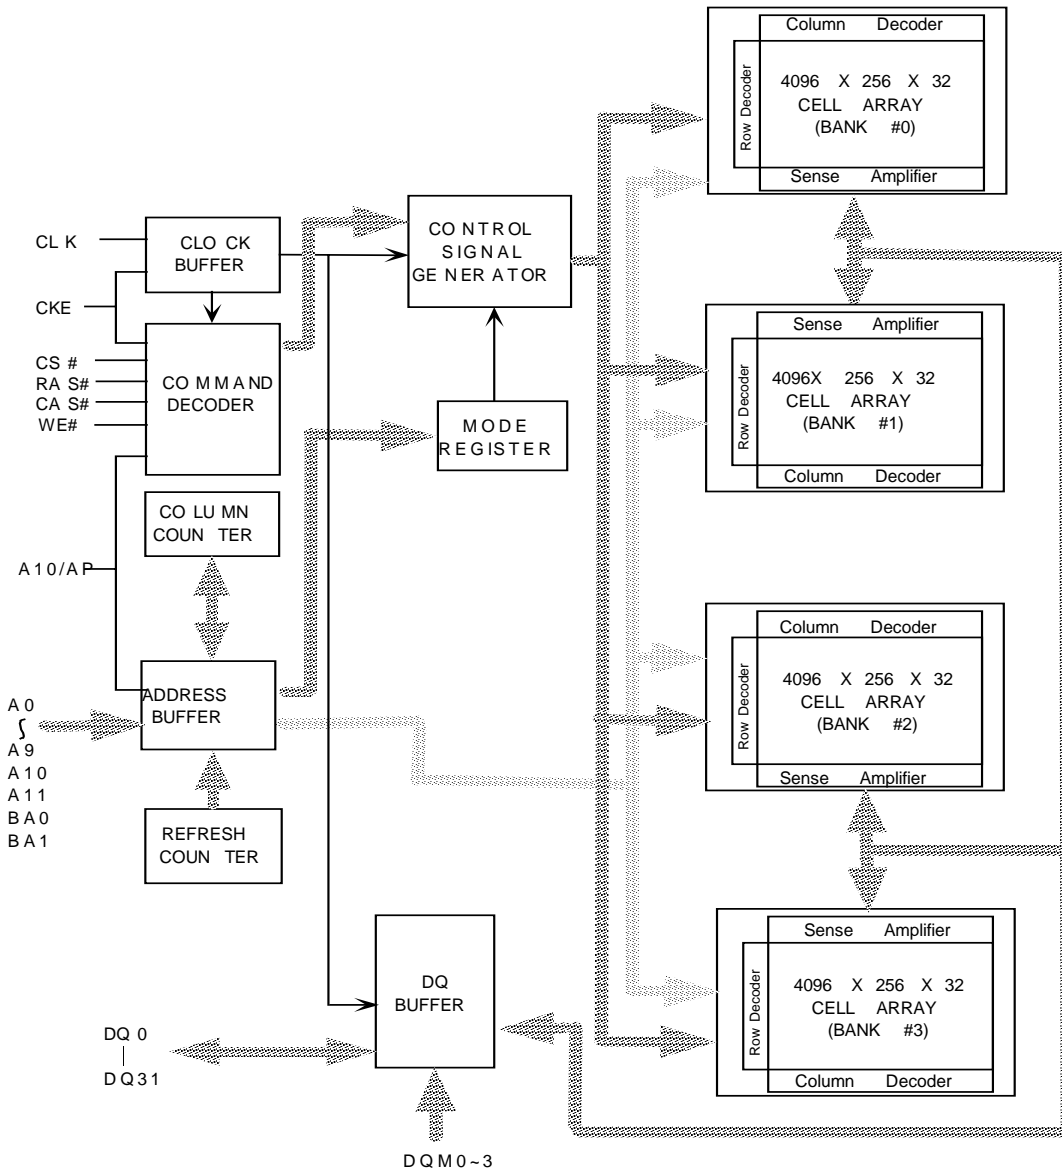 Column Decoder
Row Decoder
4096 X 256 X 32
CELL ARRAY
(BANK #0)
Sense Amplifier
CLK
CKE
CS#
RAS#
CAS#
WE#
A10/AP
CLOCK
BUFFER
COMMAND
DECODER
CONTROL
SIGNAL
GENERATOR
MODE
REGISTER
COLUMN
COUNTER
Sense Amplifier
Row Decoder
4096X 256 X 32
CELL ARRAY
(BANK #1)
Column Decoder
A0
A9
A10
A11
BA0
BA1
ADDRESS
BUFFER
REFRESH
COUNTER
Column Decoder
Row Decoder
4096 X 256 X 32
CELL ARRAY
(BANK #2)
Sense Amplifier
DQ
BUFFER
DQ0
DQ31
DQM0~3
Sense Amplifier
Row Decoder
4096 X 256 X 32
CELL ARRAY
(BANK #3)
Column Decoder